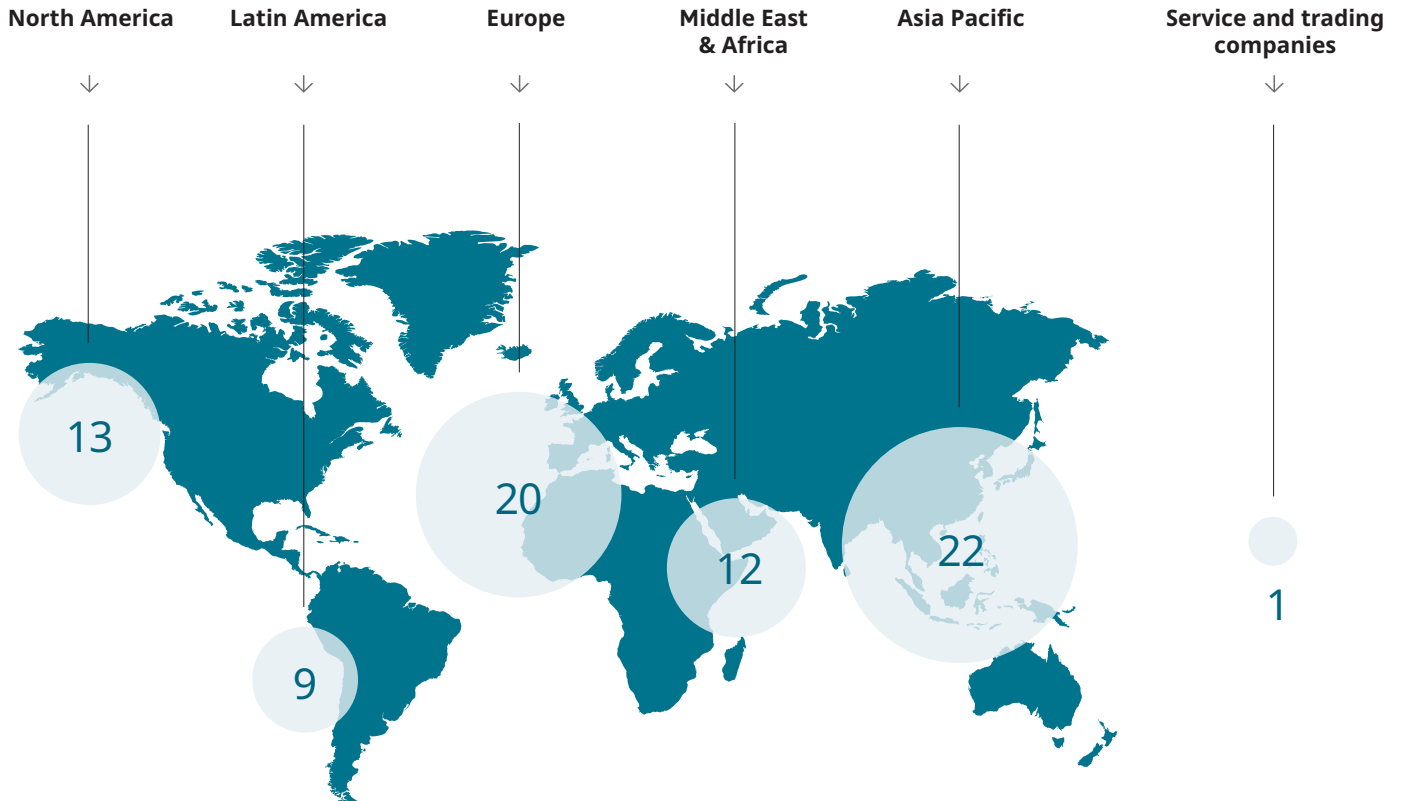 North America
Latin America
Europe
Middle East
& Africa
Asia Pacific
Service and trading
companies
13
9
20
12
22
1